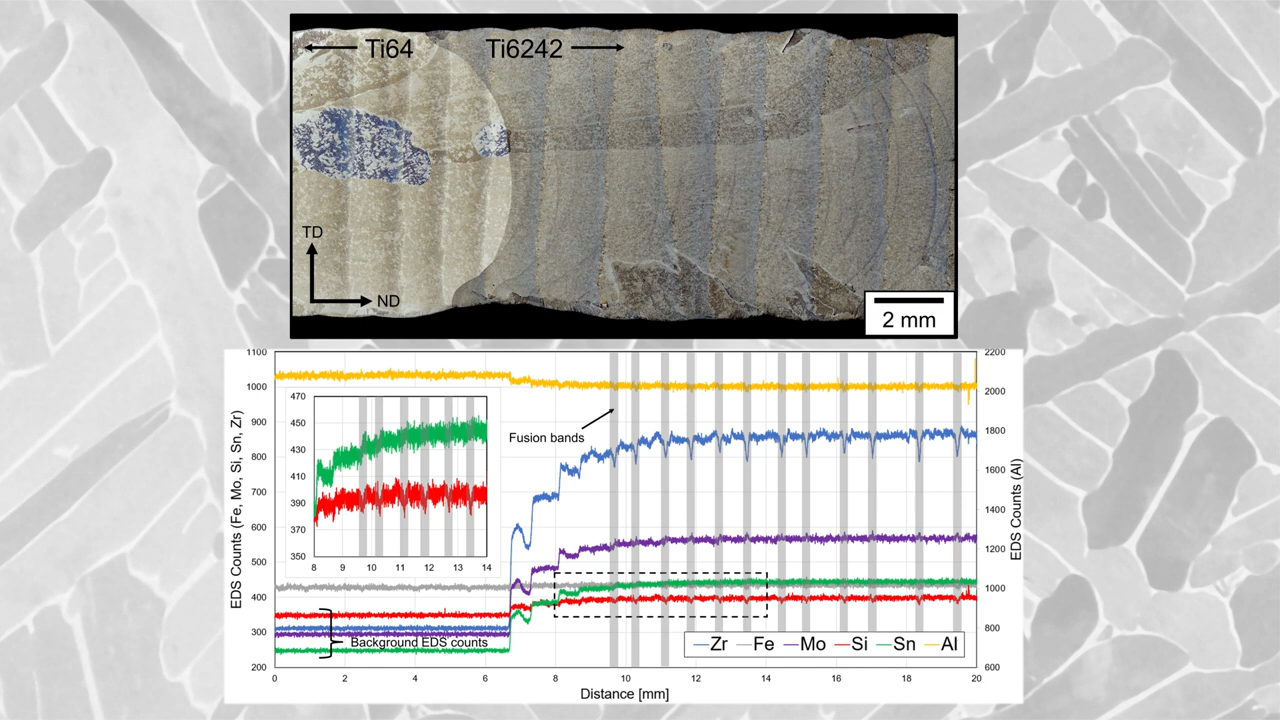 Ti64
Ti6242
TD
ND
2 mm
1100
1000
900
800
700
600
500
400
300
200
EDS Counts (Fe, Mo, Si, Sn, Zr)
2200
2000
1800
1600
1400
1200
1000
800
600
EDS Counts (Al)
470
450
430
410
390
370
350
8 9 10 11 12 13 14
Fusion bands
Background EDS counts
Zr Fe Mo Si Sn Al
0 2 4 6 8 10 12 14 16 18 20
Distance [mm]